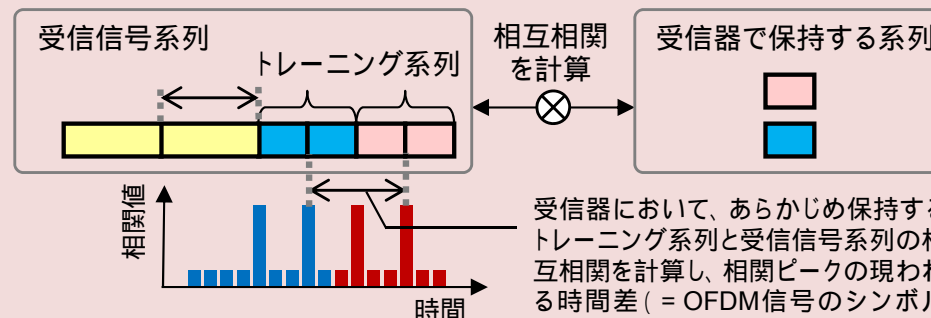 受信信号系列
トレーニング系列
相互相関
を計算
受信器で保持する系列
相関値
時間
受信器において、あらかじめ保持する
トレーニング系列と受信信号系列の相
互相関を計算し、相関ピークの現われ
る時間差(=OFDM信号のシンボル